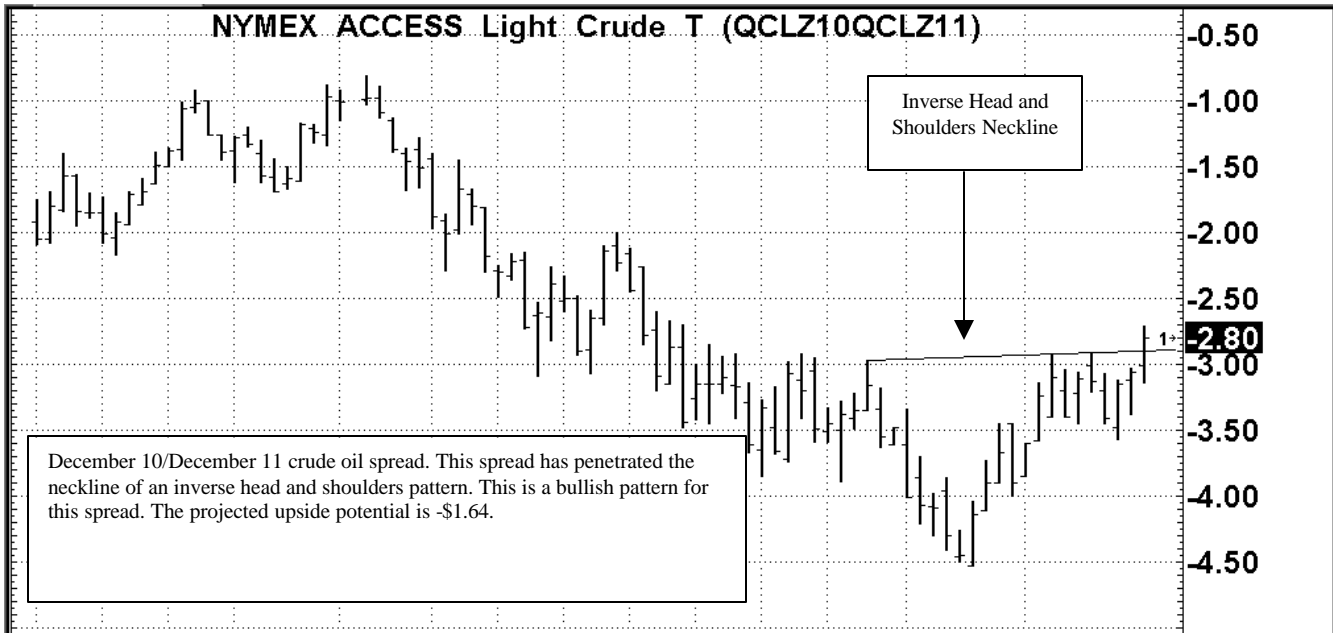 NYMEX ACCESS Light Crude T (QCLZ10QCLZ11)
-0.50
Inverse Head and
Shoulders Neckline
-1.00
-1.50
-2.00
-2.50
1
-2.80
-3.00
-3.50
December 10/December 11 crude oil spread. This spread has penetrated the
neckline of an inverse head and shoulders pattern. This is a bullish pattern for
this spread. The projected upside potential is -$1.64.
-4.00
-4.50